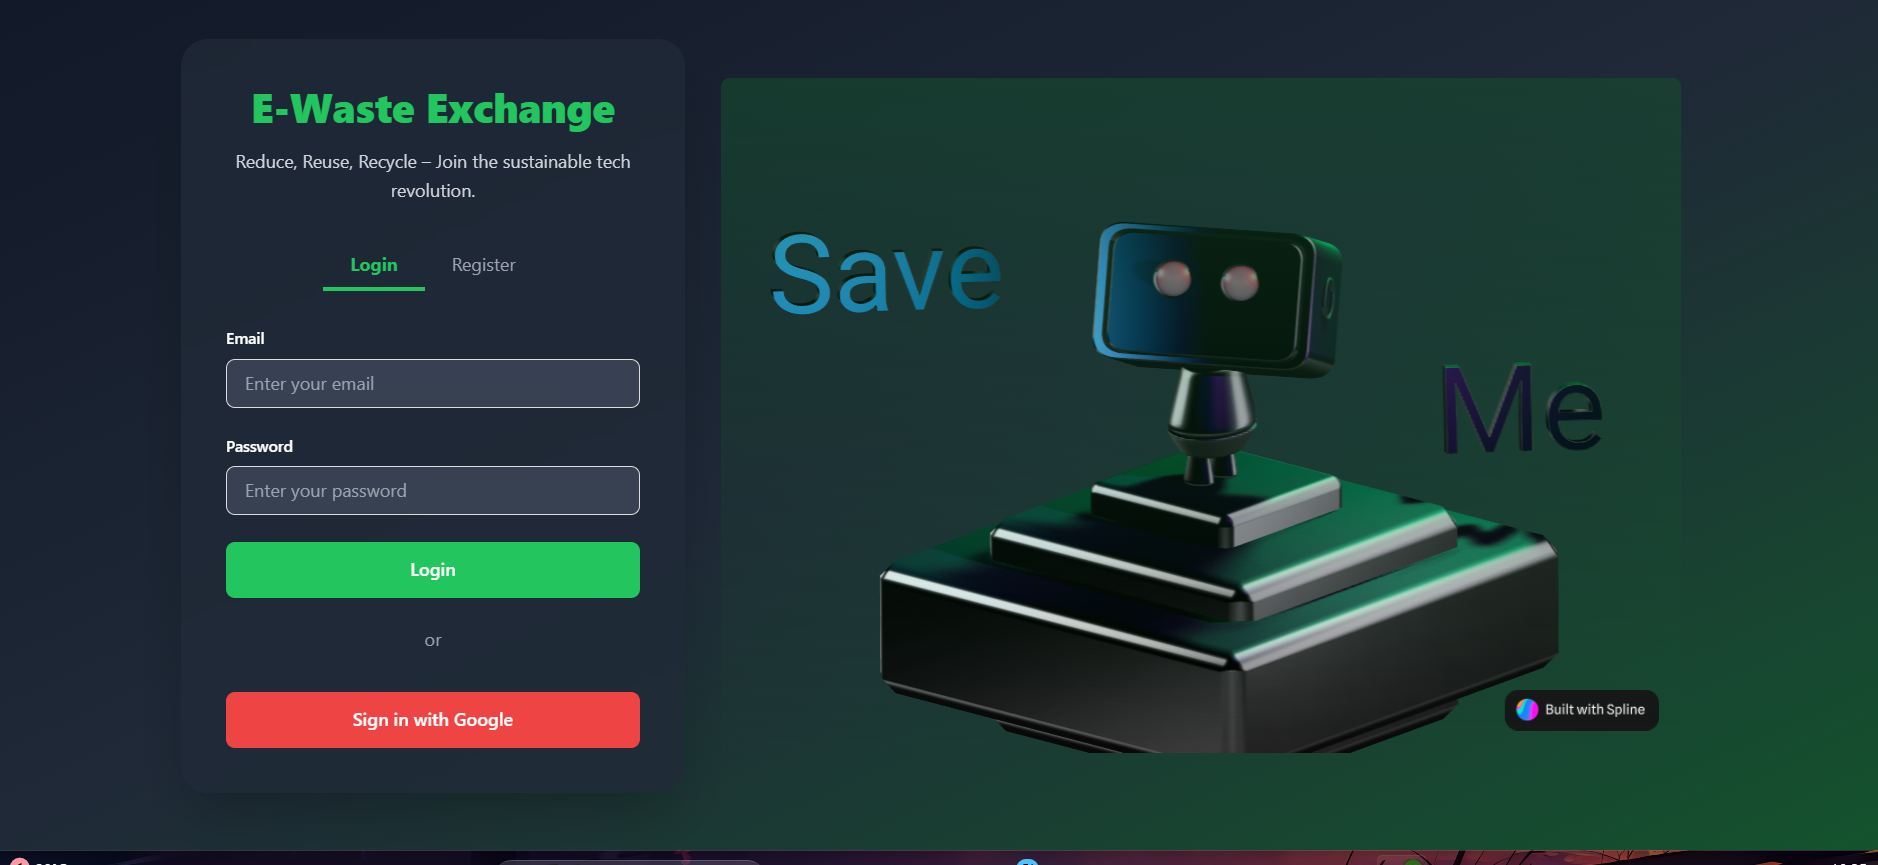 E-Waste Exchange
Reduce, Reuse, Recycle – Join the sustainable tech
revolution.
Login Register
Email
Enter your email
Password
Enter your password
Login
or
Sign in with Google
Save
Me
Built with Spline